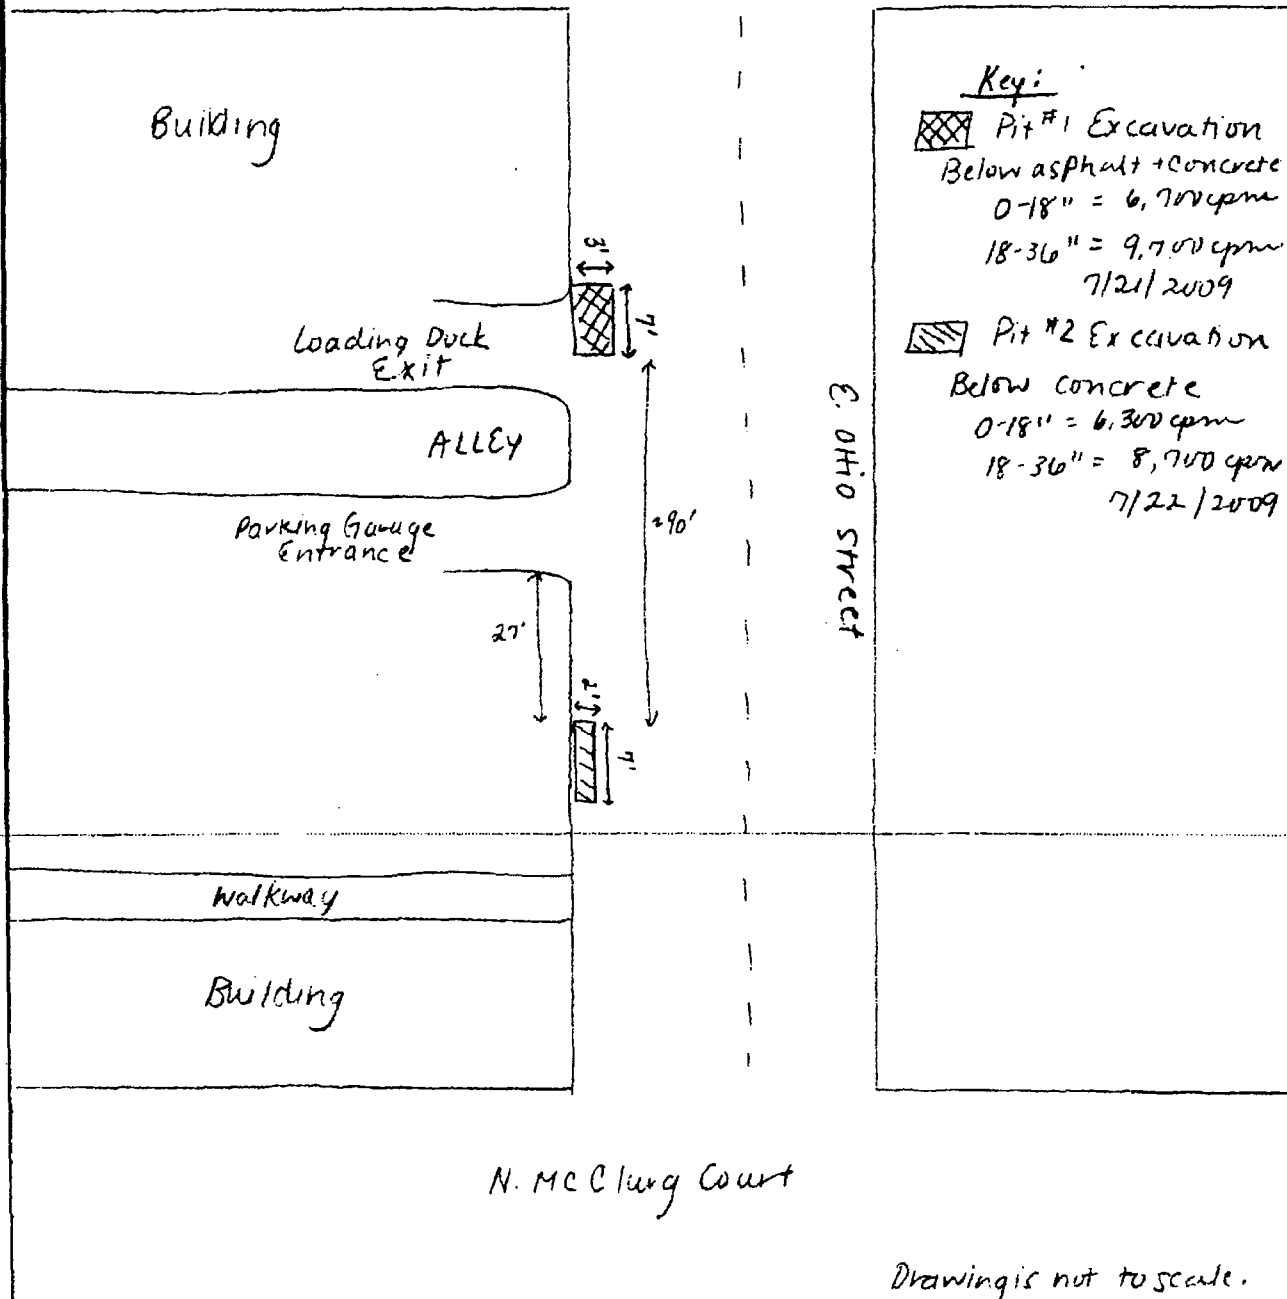 Building
Key:
Pit #1 Excavation
Below asphalt + Concrete
0-18" = 6,700 cpm
18-36" = 9,700 cpm
7/21/2009
Pit #2 Excavation
Below concrete
0-18" = 6,300 cpm
18-36" = 8,700 cpm
7/22/2009
3'
7'
Loading Dock
Exit
ALLEY
Parking Garage
Entrance
≈90'
E. OHIO Street
27'
2'
7'
Walkway
Building
N. McClurg Court
Drawing is not to scale.